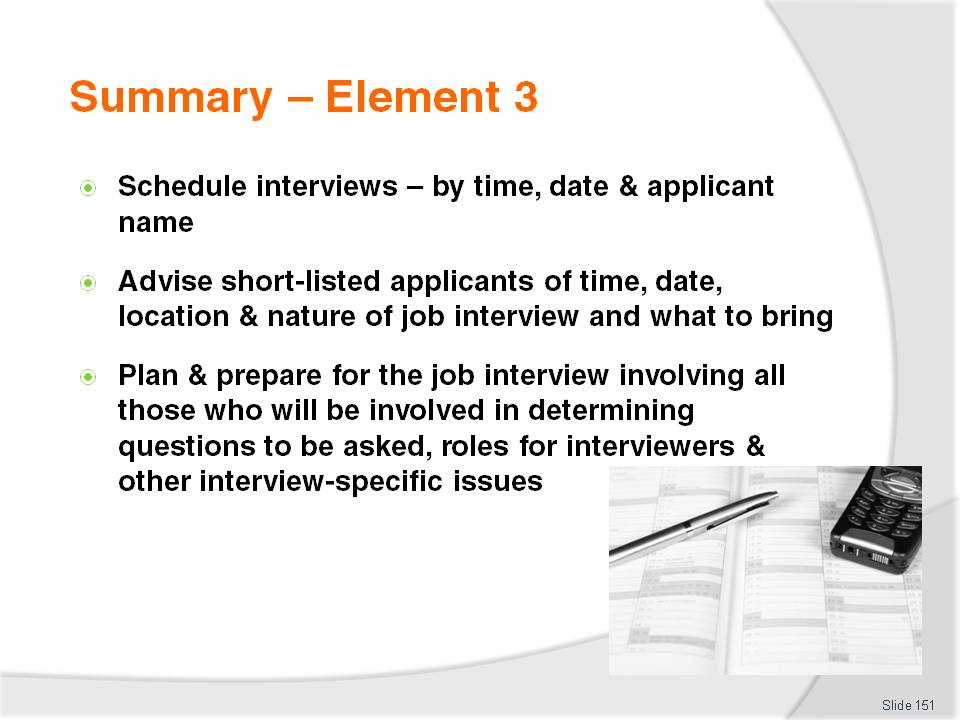 Summary – Element 3
Schedule interviews – by time, date & applicant
name
Advise short-listed applicants of time, date,
location & nature of job interview and what to bring
Plan & prepare for the job interview involving all
those who will be involved in determining
questions to be asked, roles for interviewers &
other interview-specific issues
Slide 151